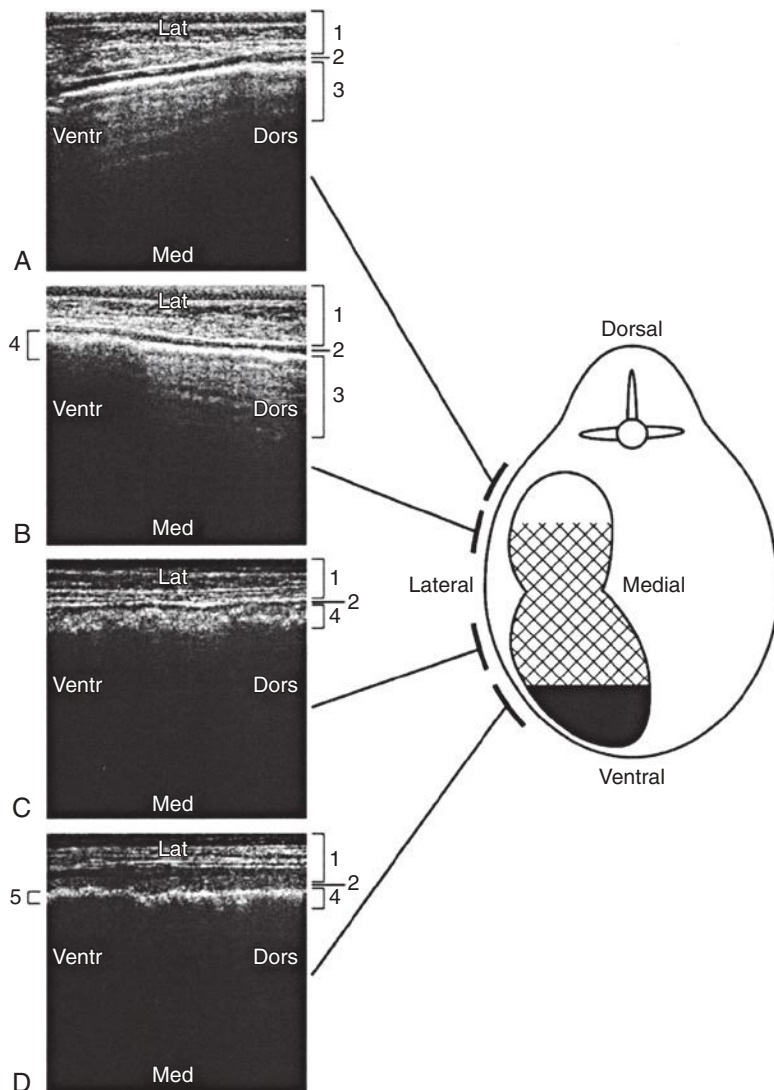 Lat
1
2
3
Ventr
Dors
Med
A
Lat
1
2
3
4
Ventr
Dors
Med
B
Lat
1
2
4
Ventr
Dors
Med
C
Lat
1
2
4
5
Ventr
Dors
Med
D
Dorsal
Lateral
Medial
Ventral